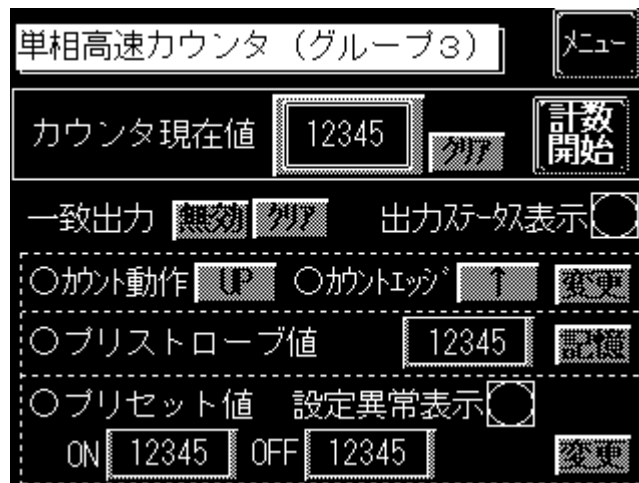 単相高速カウンタ（グループ3） ﾒﾆｭｰ
カウンタ現在値 12345 ｸﾘｱ 計数開始
一致出力 無効 ｸﾘｱ 出力ｽﾃｰﾀｽ表示
○ｶｳﾝﾄ動作 UP ○ｶｳﾝﾄｴｯｼﾞ ↑ 変更
○プリストローブ値 12345 記憶
○プリセット値 設定異常表示
ON 12345 OFF 12345 変更